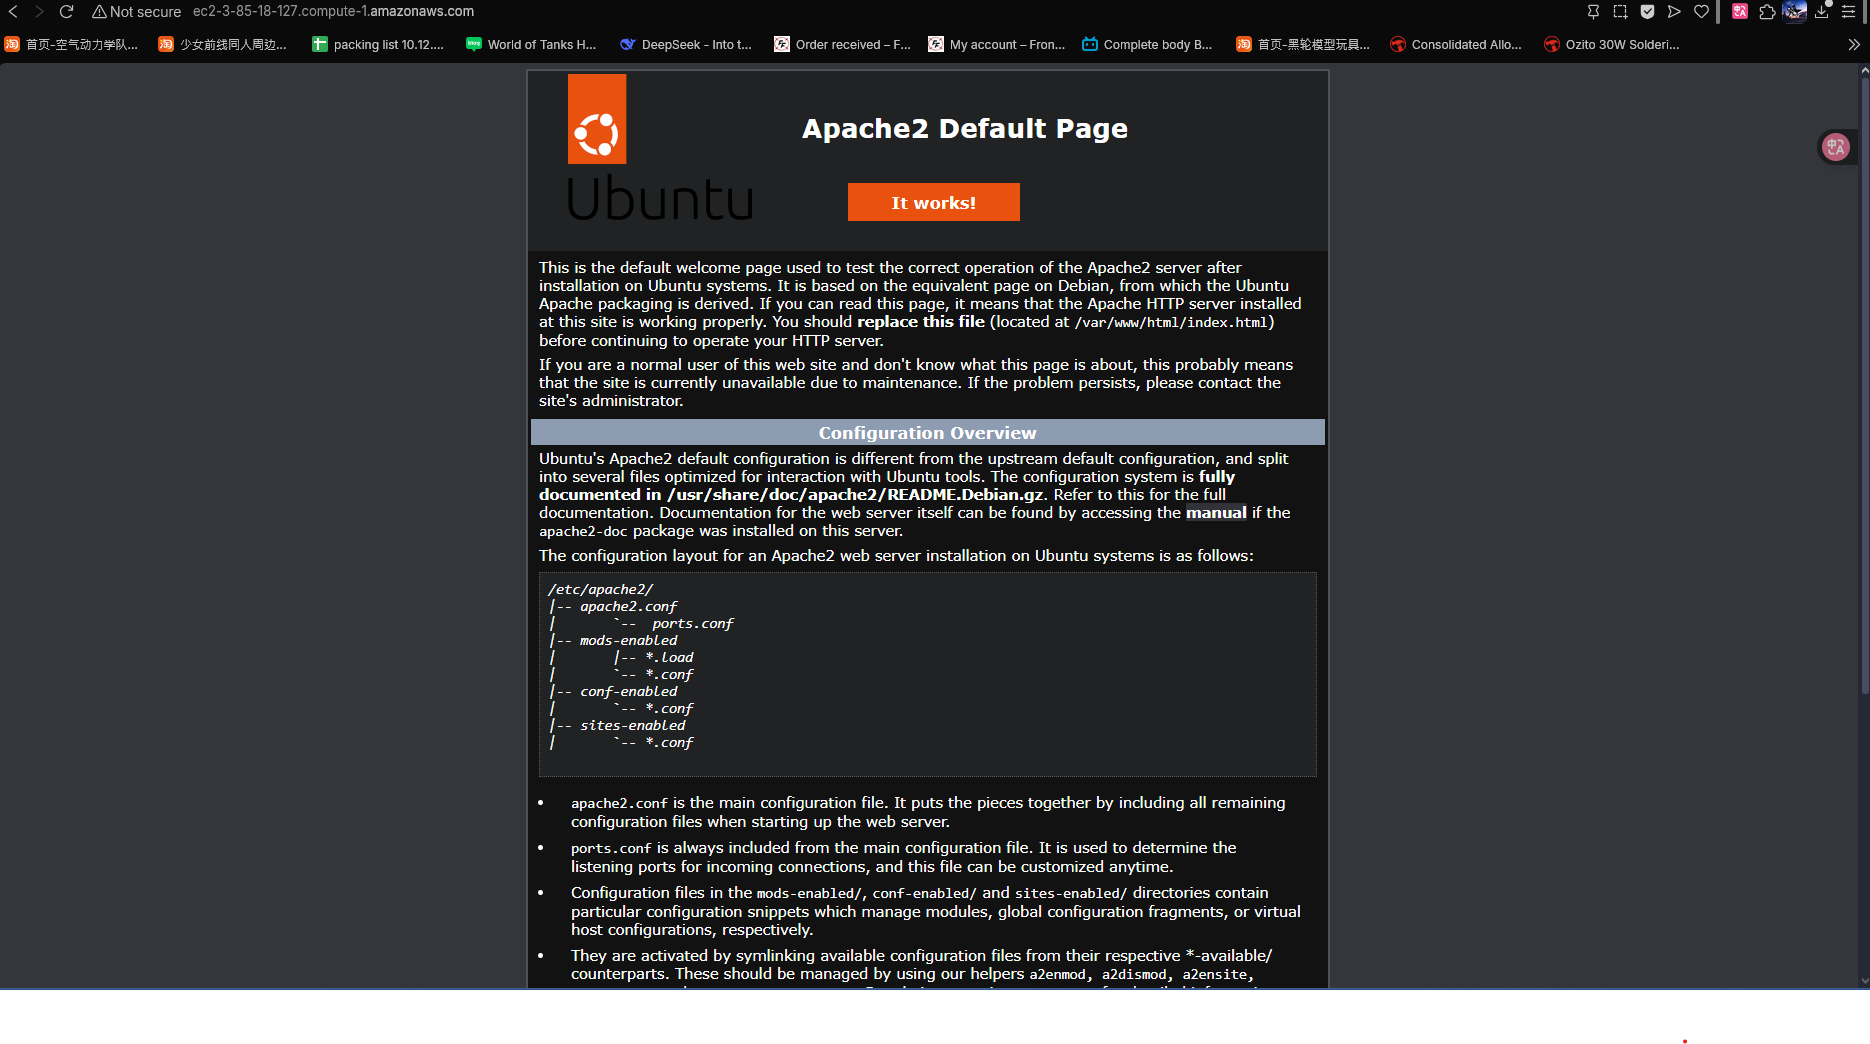 Not secure ec2-3-85-18-127.compute-1.amazonaws.com
首页-空气动力学队... 少女前线同人周边... packing list 10.12.... World of Tanks H... DeepSeek - Into t... Order received – F... My account – Fron... Complete body B... 首页-黑轮模型玩具... Consolidated Allo... Ozito 30W Solderi...
Apache2 Default Page
Ubuntu
It works!
This is the default welcome page used to test the correct operation of the Apache2 server after
installation on Ubuntu systems. It is based on the equivalent page on Debian, from which the Ubuntu
Apache packaging is derived. If you can read this page, it means that the Apache HTTP server installed
at this site is working properly. You should replace this file (located at /var/www/html/index.html)
before continuing to operate your HTTP server.
If you are a normal user of this web site and don't know what this page is about, this probably means
that the site is currently unavailable due to maintenance. If the problem persists, please contact the
site's administrator.
Configuration Overview
Ubuntu's Apache2 default configuration is different from the upstream default configuration, and split
into several files optimized for interaction with Ubuntu tools. The configuration system is fully
documented in /usr/share/doc/apache2/README.Debian.gz. Refer to this for the full
documentation. Documentation for the web server itself can be found by accessing the manual if the
apache2-doc package was installed on this server.
The configuration layout for an Apache2 web server installation on Ubuntu systems is as follows:
/etc/apache2/
|-- apache2.conf
|       `--  ports.conf
|-- mods-enabled
|       |-- *.load
|       `-- *.conf
|-- conf-enabled
|       `-- *.conf
|-- sites-enabled
|       `-- *.conf
• apache2.conf is the main configuration file. It puts the pieces together by including all remaining
configuration files when starting up the web server.
• ports.conf is always included from the main configuration file. It is used to determine the
listening ports for incoming connections, and this file can be customized anytime.
• Configuration files in the mods-enabled/, conf-enabled/ and sites-enabled/ directories contain
particular configuration snippets which manage modules, global configuration fragments, or virtual
host configurations, respectively.
• They are activated by symlinking available configuration files from their respective *-available/
counterparts. These should be managed by using our helpers a2enmod, a2dismod, a2ensite,